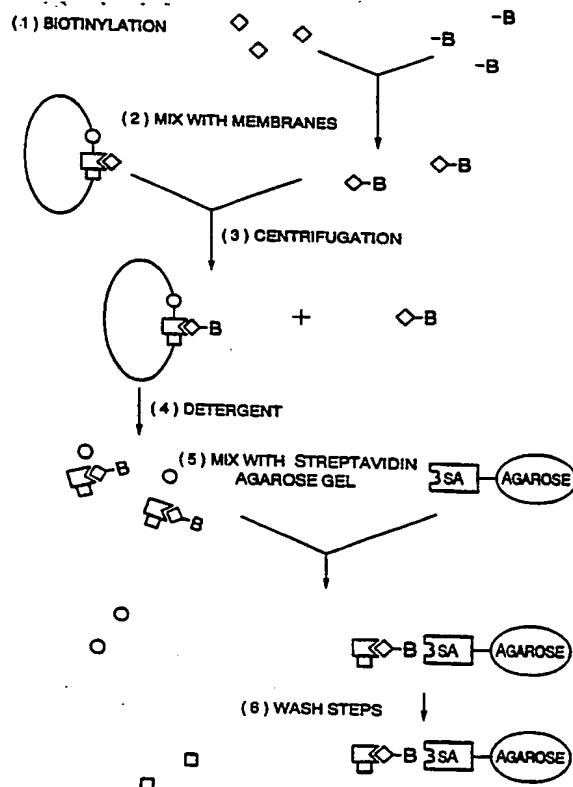 (1) BIOTINYLATION
-B
-B
-B
(2) MIX WITH MEMBRANES
B
B
(3) CENTRIFUGATION
B
+
B
(4) DETERGENT
B
B
(5) MIX WITH STREPTAVIDIN
AGAROSE GEL
SA
AGAROSE
B
SA
AGAROSE
(6) WASH STEPS
B
SA
AGAROSE